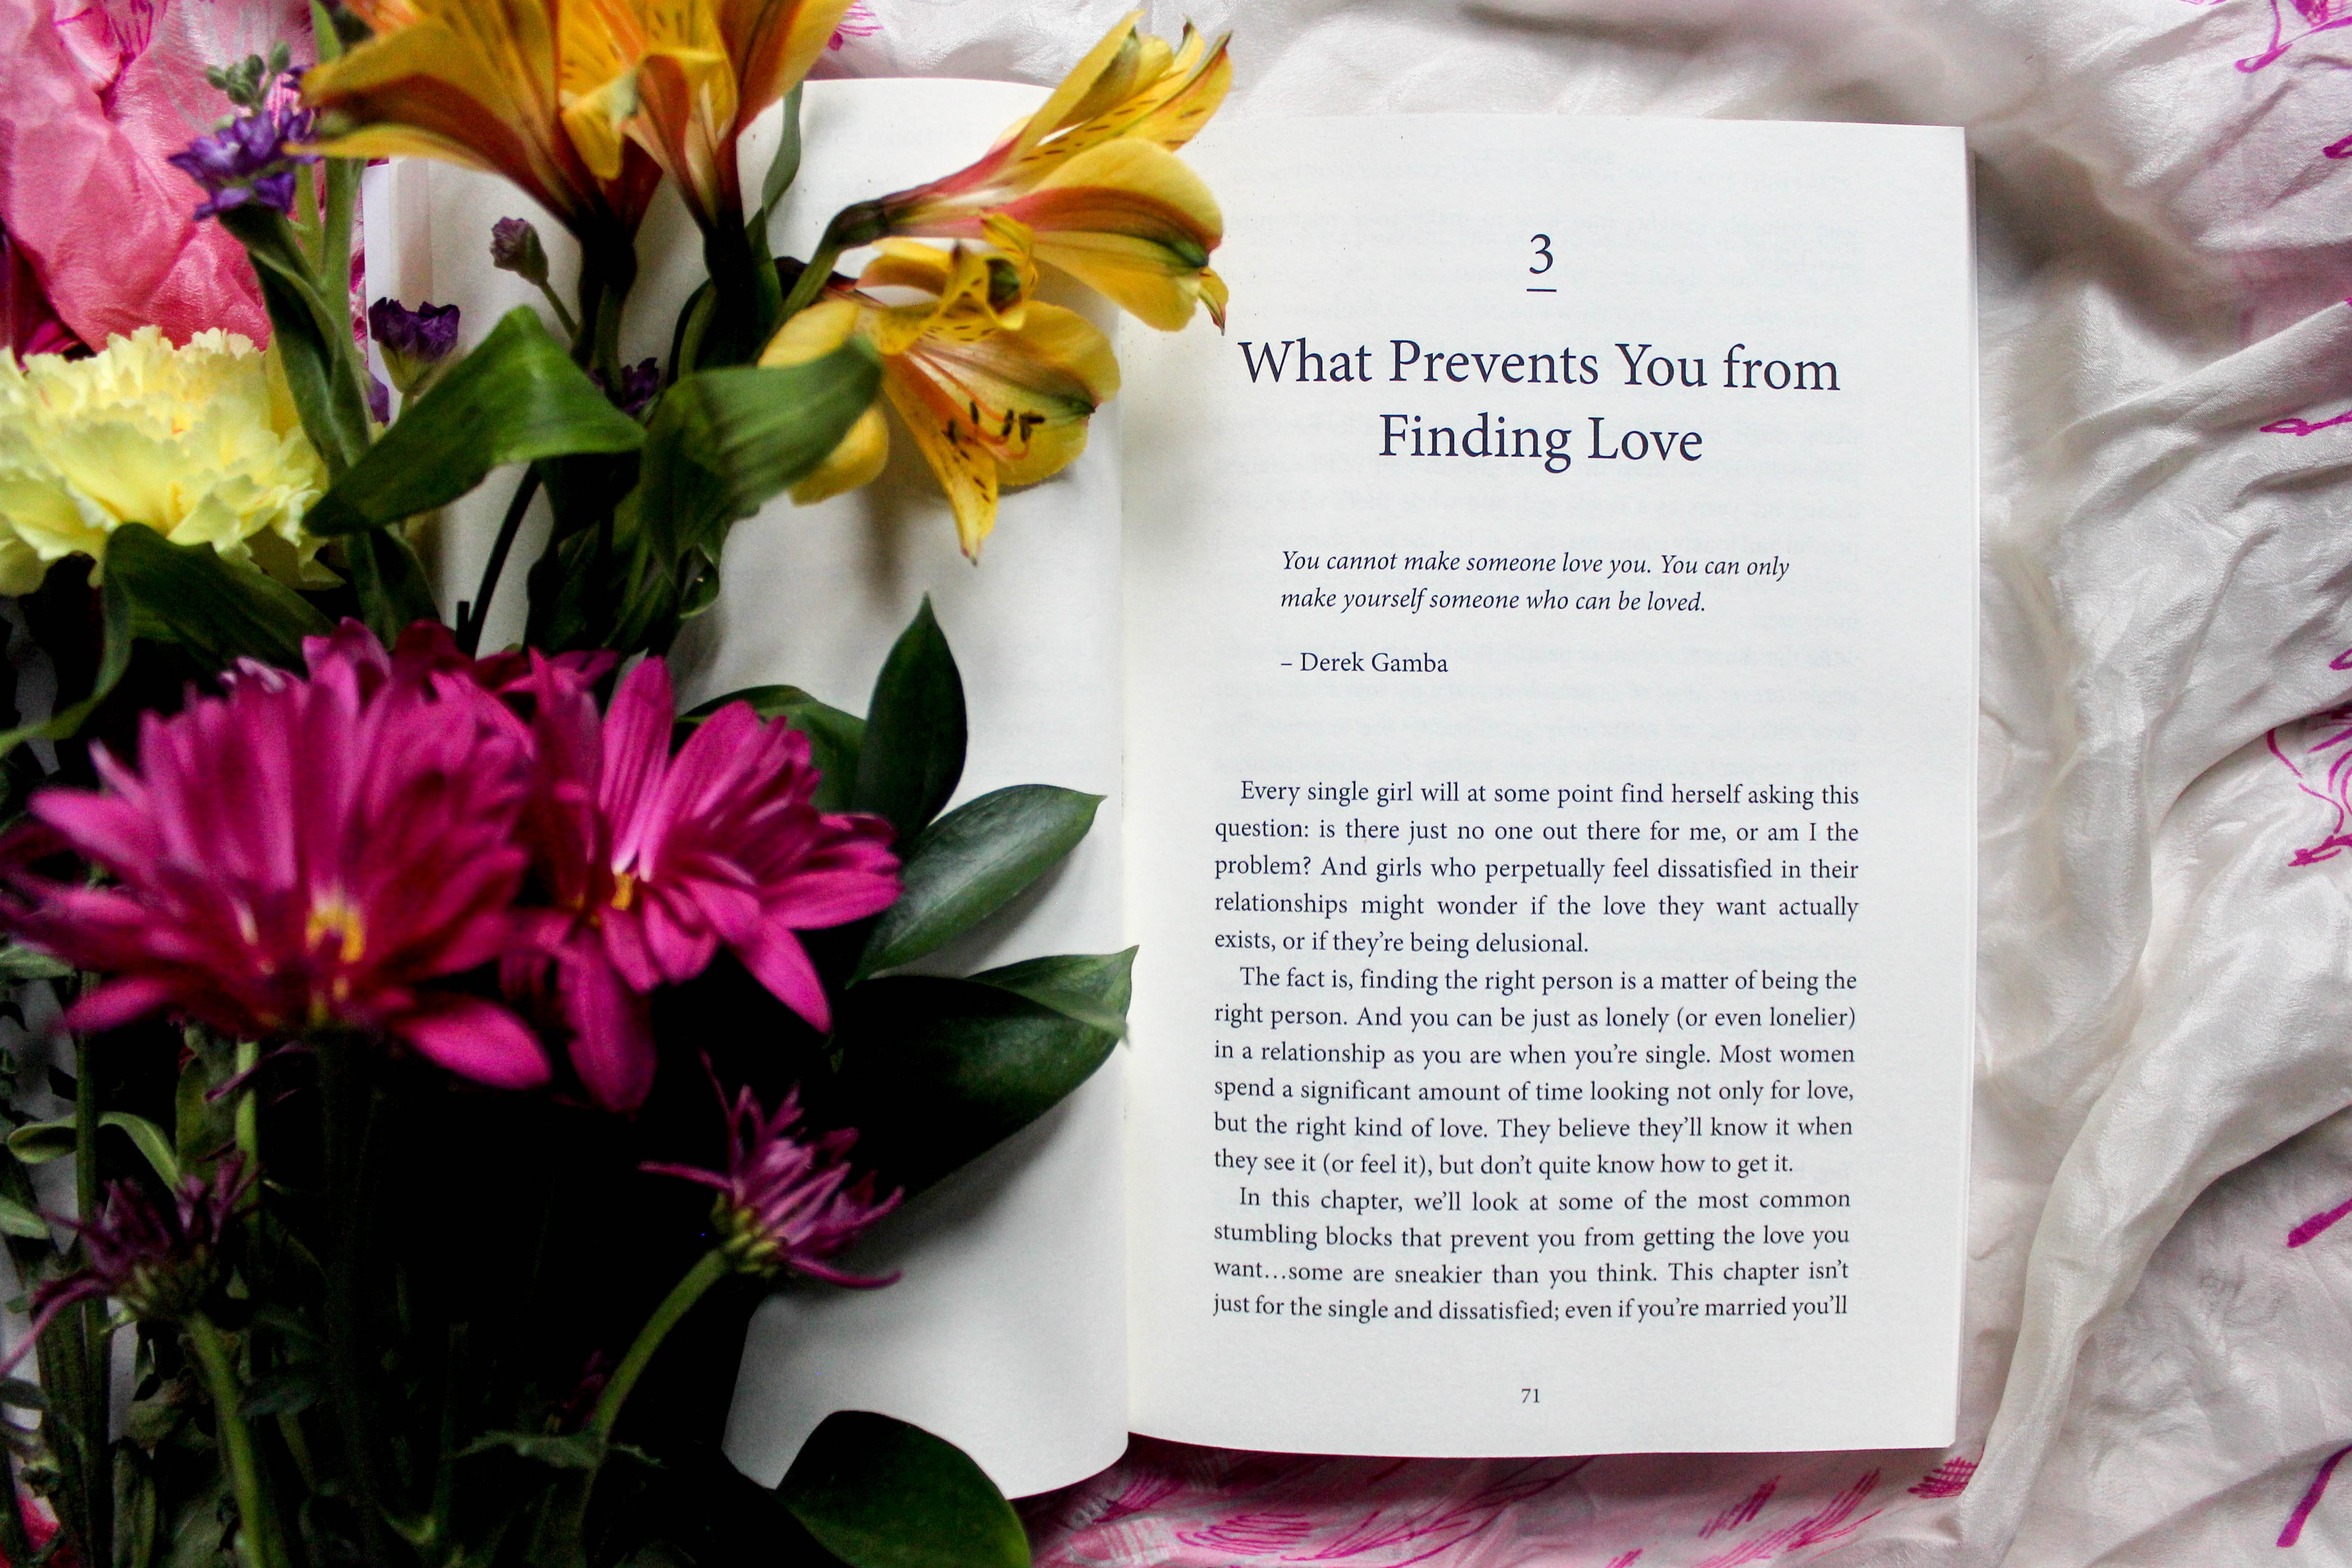 3
What Prevents You from
Finding Love
You cannot make someone love you. You can only
make yourself someone who can be loved.
– Derek Gamba
Every single girl will at some point find herself asking this
question: is there just no one out there for me, or am I the
problem? And girls who perpetually feel dissatisfied in their
relationships might wonder if the love they want actually
exists, or if they’re being delusional.
The fact is, finding the right person is a matter of being the
right person. And you can be just as lonely (or even lonelier)
in a relationship as you are when you’re single. Most women
spend a significant amount of time looking not only for love,
but the right kind of love. They believe they’ll know it when
they see it (or feel it), but don’t quite know how to get it.
In this chapter, we’ll look at some of the most common
stumbling blocks that prevent you from getting the love you
want…some are sneakier than you think. This chapter isn’t
just for the single and dissatisfied; even if you’re married you’ll
71